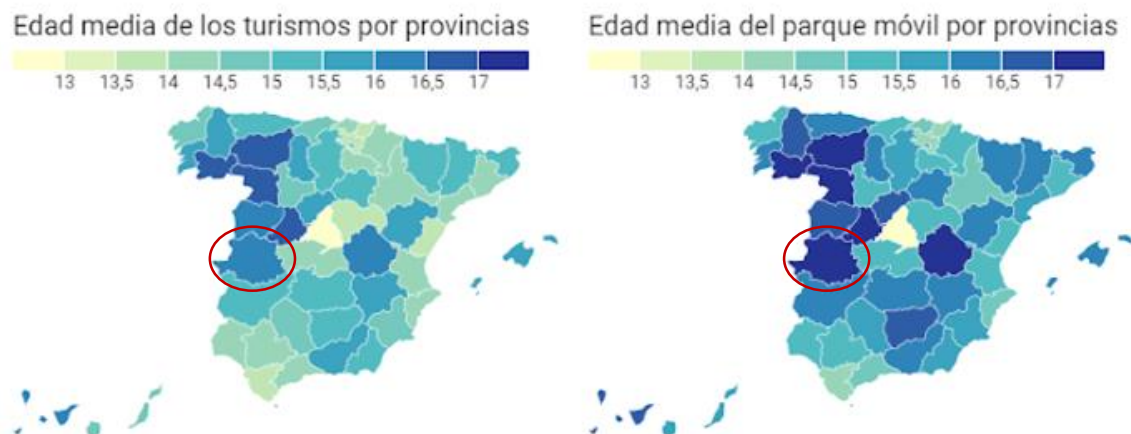 Edad media de los turismos por provincias
13 13,5 14 14,5 15 15,5 16 16,5 17
Edad media del parque móvil por provincias
13 13,5 14 14,5 15 15,5 16 16,5 17